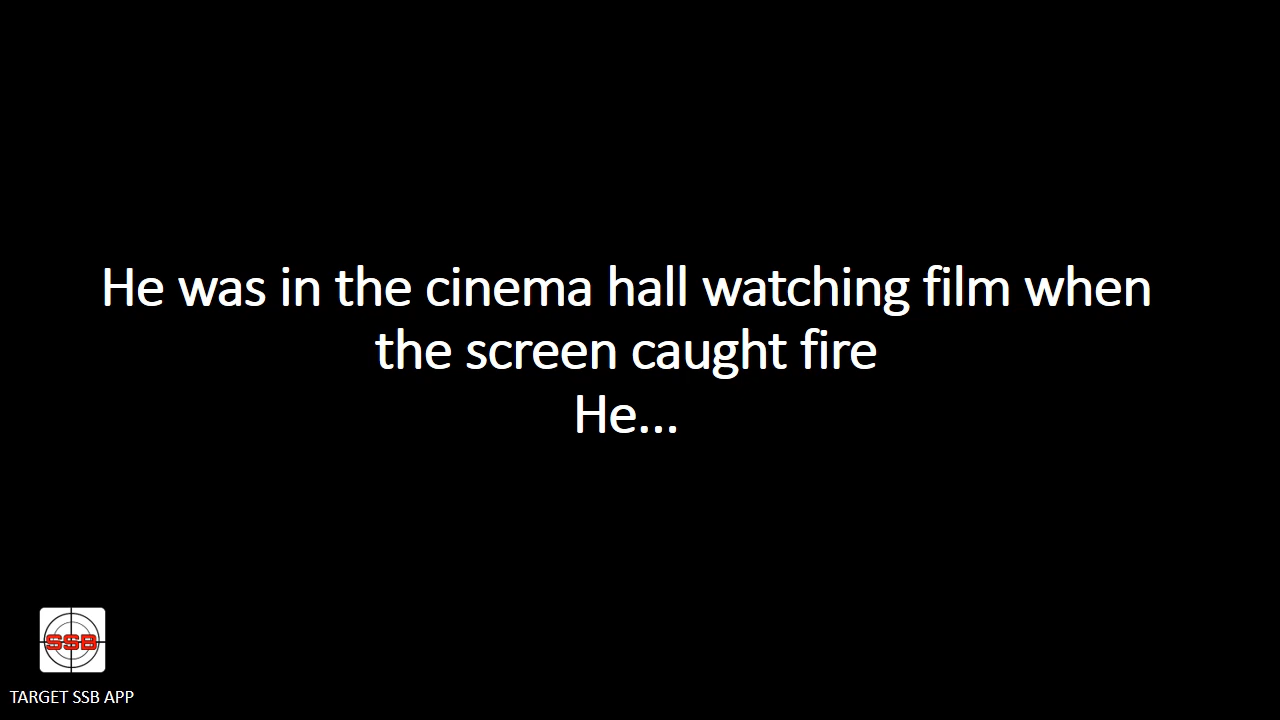 He was in the cinema hall watching film when
the screen caught fire
He...
SSB
TARGET SSB APP